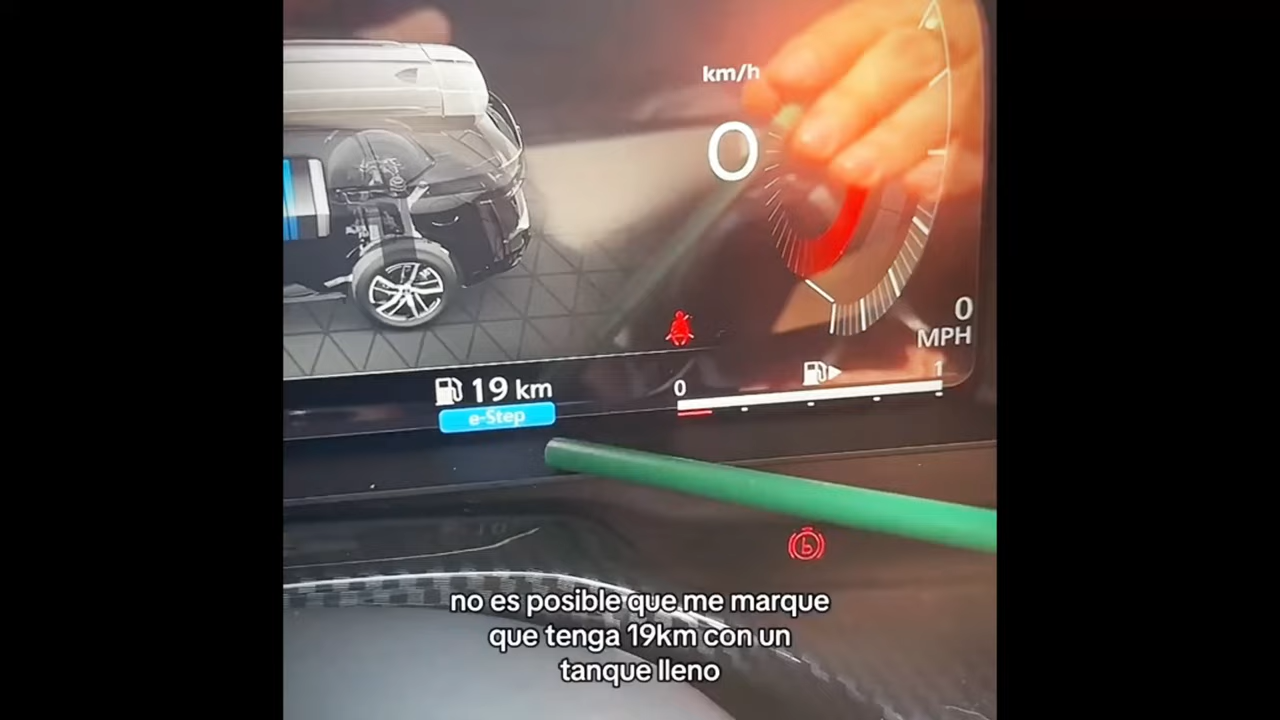 km/h
0
0
MPH
19 km
e-Step
0
1
no es posible que me marque
que tenga 19km con un
tanque lleno